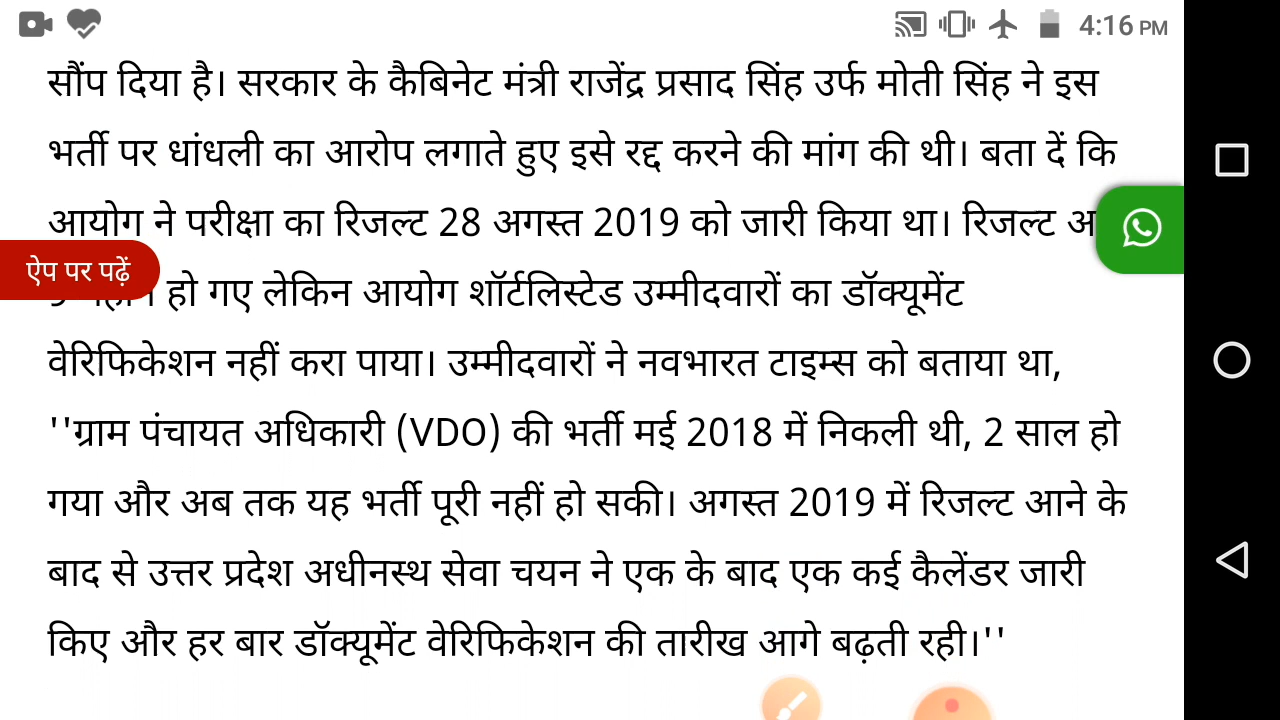 4:16 PM
सौंप दिया है। सरकार के कैबिनेट मंत्री राजेंद्र प्रसाद सिंह उर्फ मोती सिंह ने इस
भर्ती पर धांधली का आरोप लगाते हुए इसे रद्द करने की मांग की थी। बता दें कि
आयोग ने परीक्षा का रिजल्ट 28 अगस्त 2019 को जारी किया था। रिजल्ट
ऐप पर पढ़ें
हो गए लेकिन आयोग शॉर्टलिस्टेड उम्मीदवारों का डॉक्यूमेंट
वेरिफिकेशन नहीं करा पाया। उम्मीदवारों ने नवभारत टाइम्स को बताया था,
''ग्राम पंचायत अधिकारी (VDO) की भर्ती मई 2018 में निकली थी, 2 साल हो
गया और अब तक यह भर्ती पूरी नहीं हो सकी। अगस्त 2019 में रिजल्ट आने के
बाद से उत्तर प्रदेश अधीनस्थ सेवा चयन ने एक के बाद एक कई कैलेंडर जारी
किए और हर बार डॉक्यूमेंट वेरिफिकेशन की तारीख आगे बढ़ती रही।''